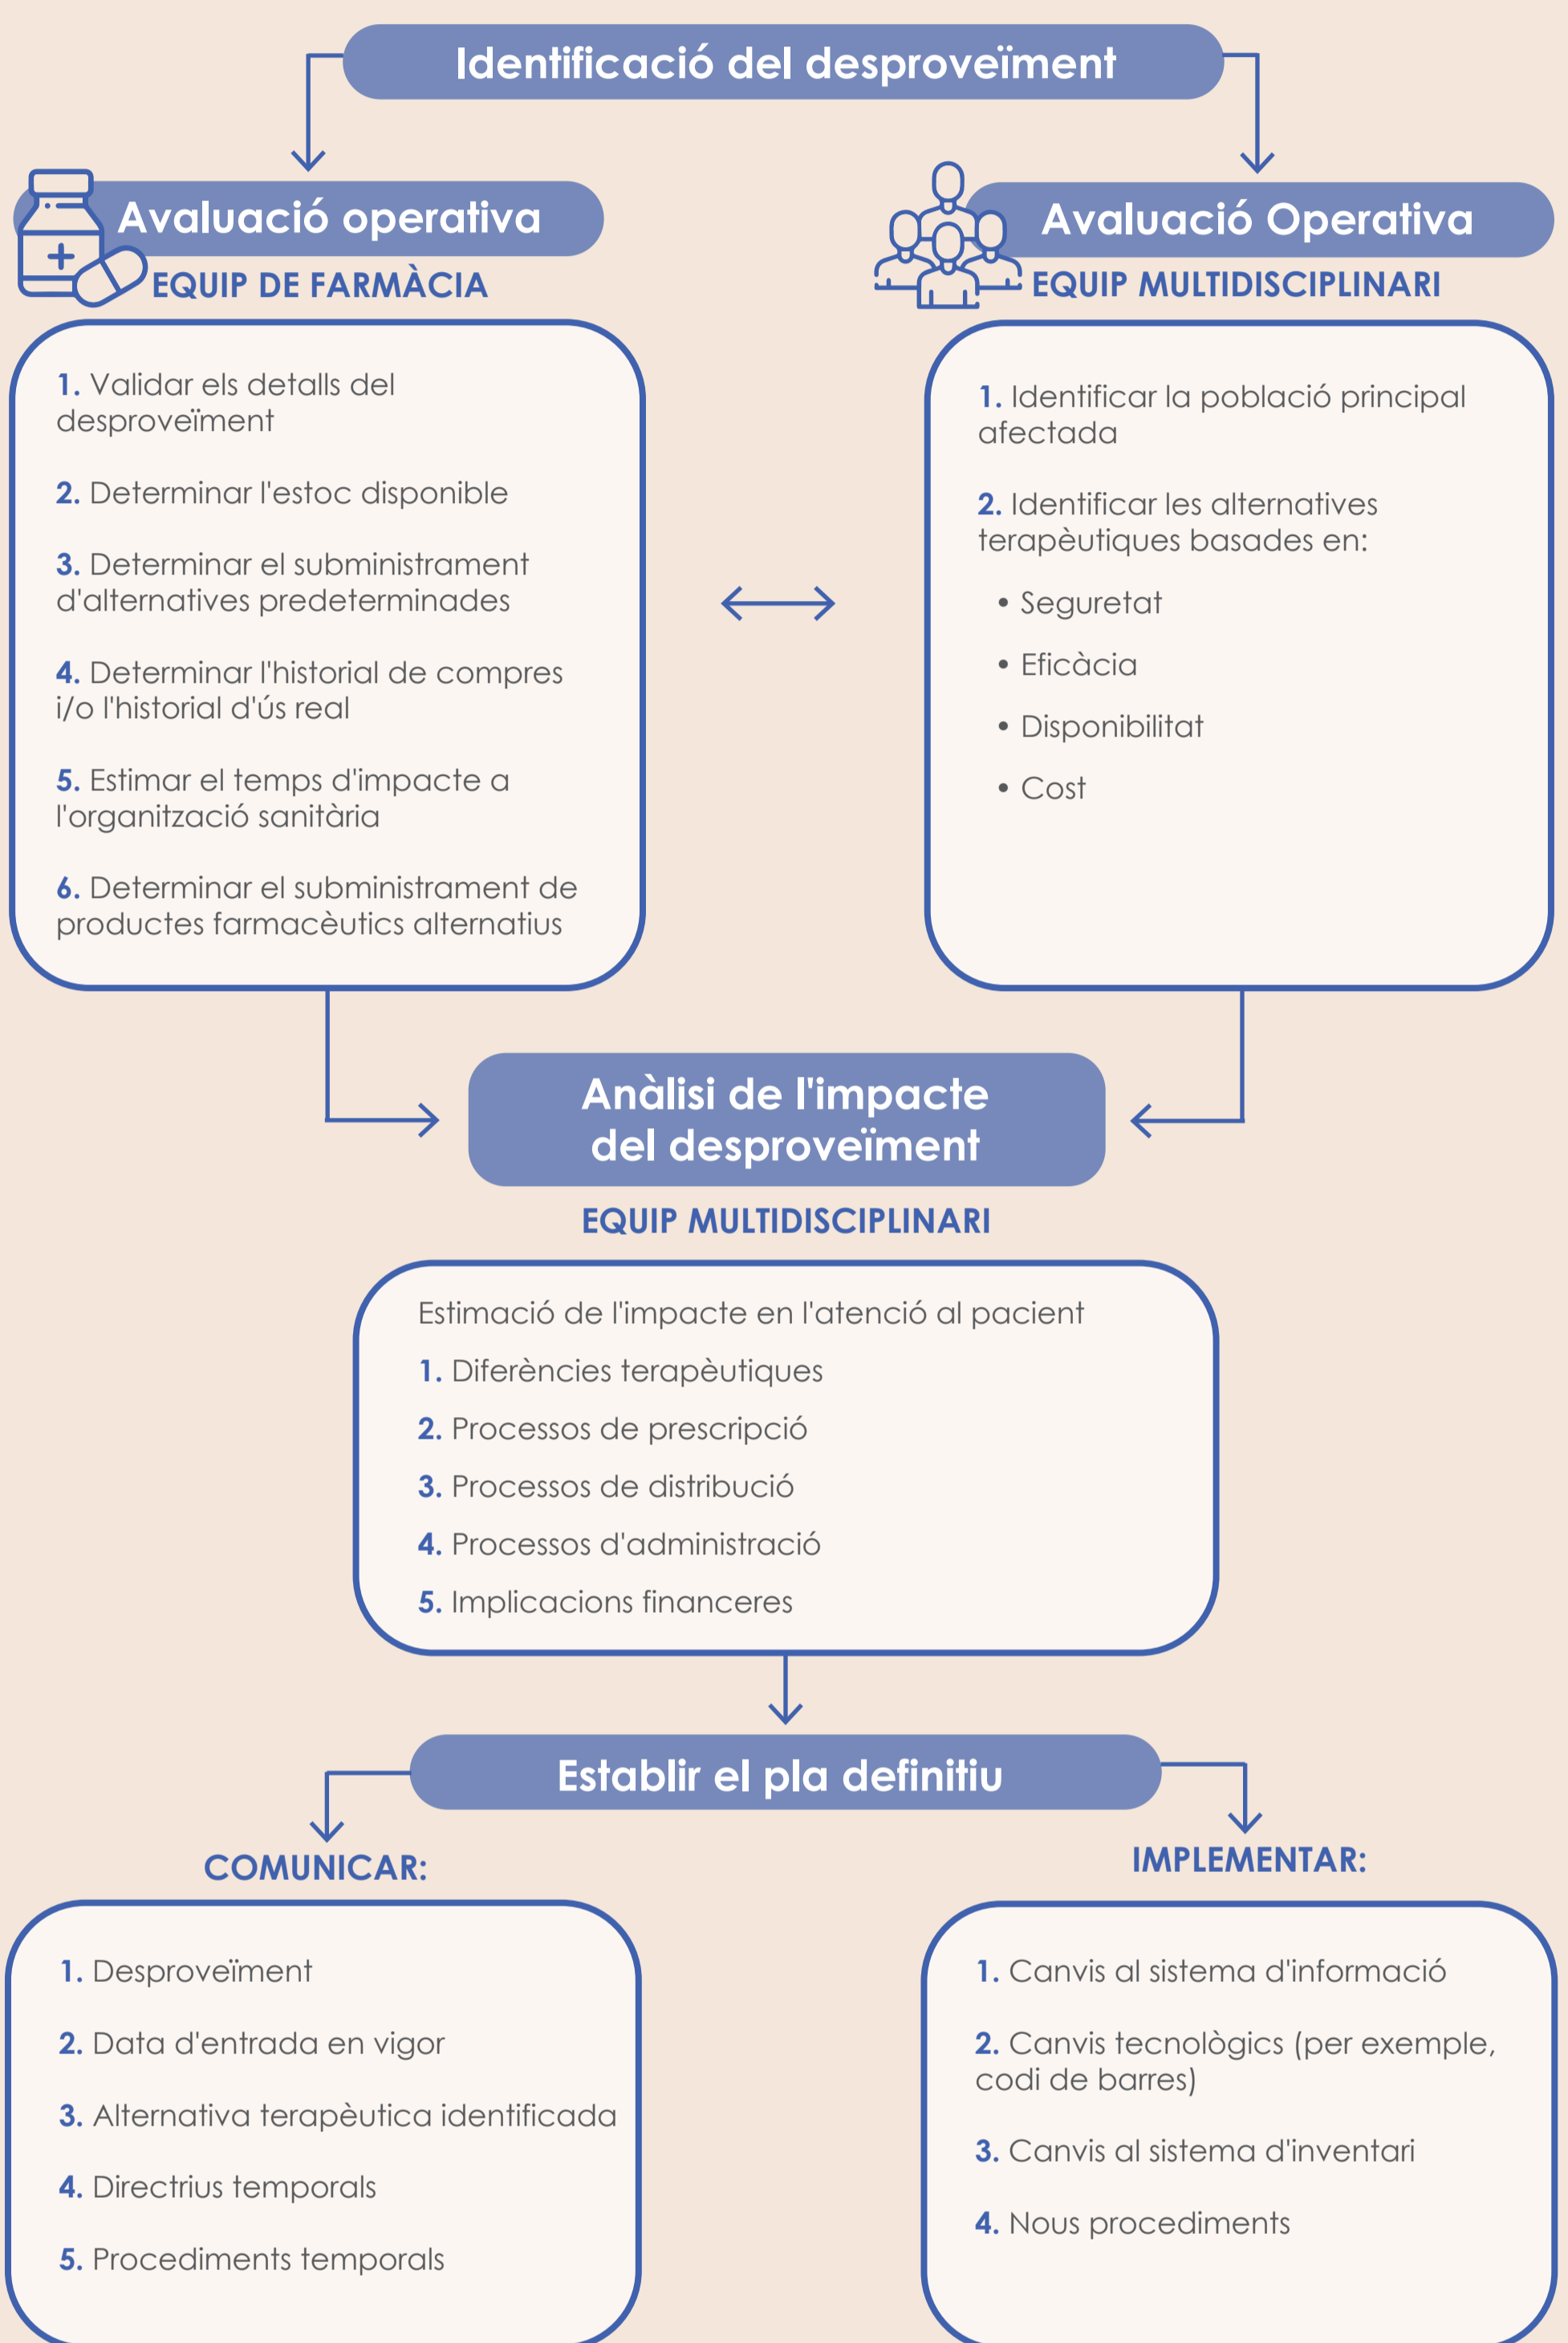 Identificació del desproveïment
Avaluació operativa
EQUIP DE FARMÀCIA
1. Validar els detalls del
desproveïment
2. Determinar l'estoc disponible
3. Determinar el subministrament
d'alternatives predeterminades
4. Determinar l'historial de compres
i/o l'historial d'ús real
5. Estimar el temps d'impacte a
l'organització sanitària
6. Determinar el subministrament de
productes farmacèutics alternatius
Avaluació Operativa
EQUIP MULTIDISCIPLINARI
1. Identificar la població principal
afectada
2. Identificar les alternatives
terapèutiques basades en:
• Seguretat
• Eficàcia
• Disponibilitat
• Cost
Anàlisi de l'impacte
del desproveïment
EQUIP MULTIDISCIPLINARI
Estimació de l'impacte en l'atenció al pacient
1. Diferències terapèutiques
2. Processos de prescripció
3. Processos de distribució
4. Processos d'administració
5. Implicacions financeres
Establir el pla definitiu
COMUNICAR:
1. Desproveïment
2. Data d'entrada en vigor
3. Alternativa terapèutica identificada
4. Directrius temporals
5. Procediments temporals
IMPLEMENTAR:
1. Canvis al sistema d'informació
2. Canvis tecnològics (per exemple,
codi de barres)
3. Canvis al sistema d'inventari
4. Nous procediments